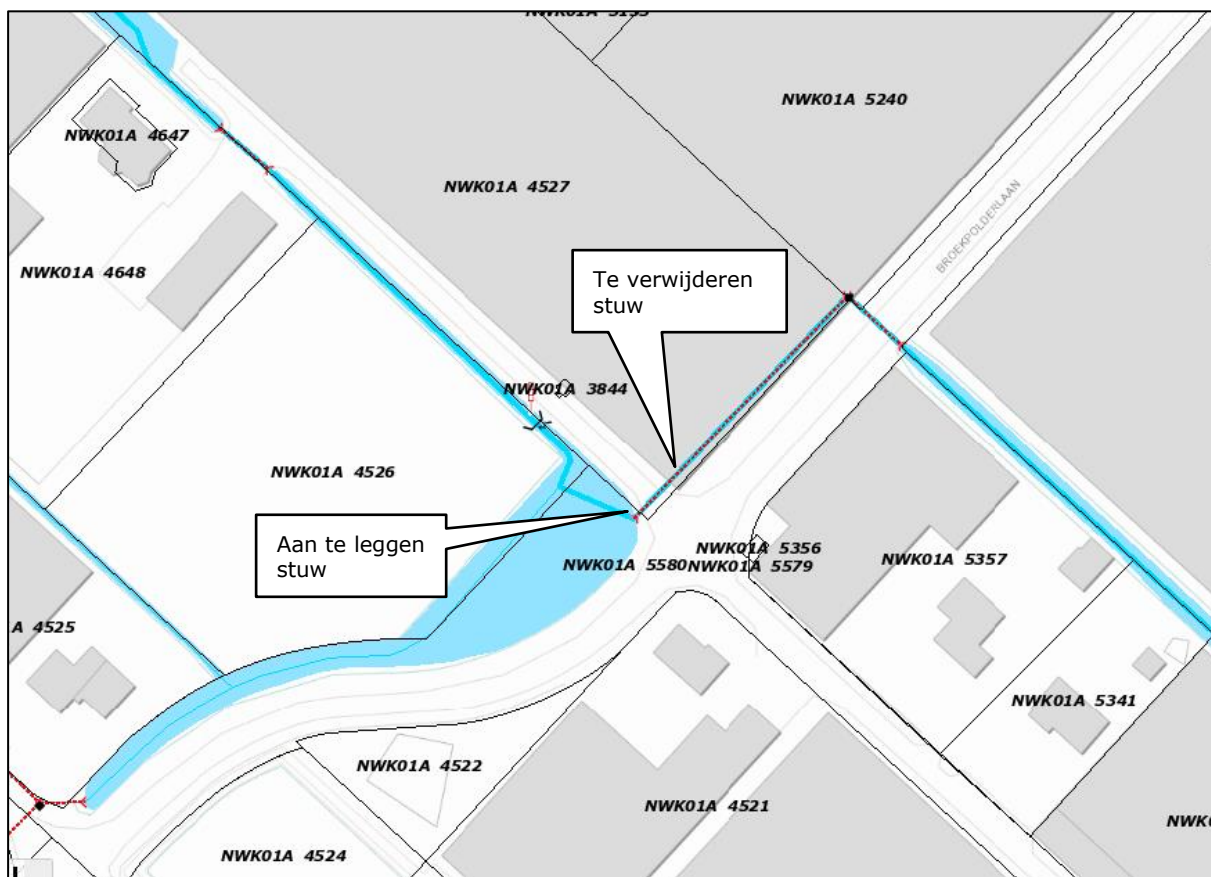 NWK01A 5240
NWK01A 4647
NWK01A 4527
BROEKPOLDERLAAN
NWK01A 4648
Te verwijderen
stuw
NWK01A 3844
NWK01A 4526
Aan te leggen
stuw
NWK01A 5356
NWK01A 5580
NWK01A 5579
NWK01A 5357
A 4525
NWK01A 5341
NWK01A 4522
NWK01A 4521
NWK0
NWK01A 4524